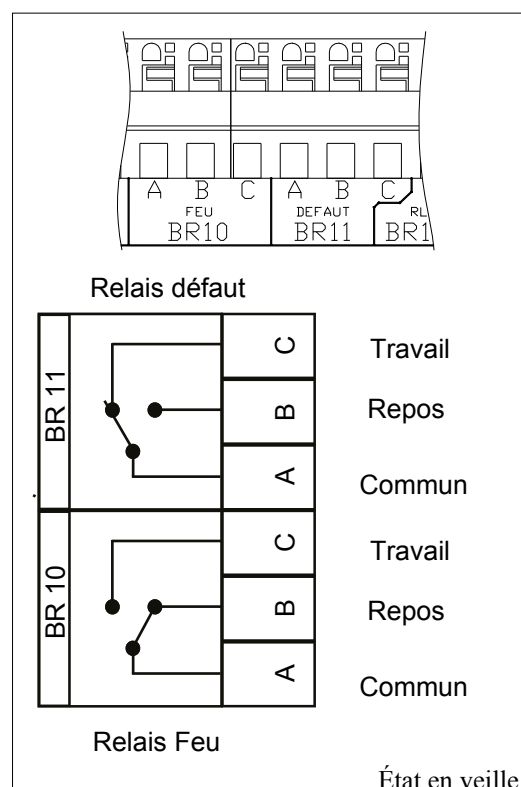 A B C A B C
FEU DEFAUT RL
BR10 BR11 BR1
Relais défaut
BR 11
C Travail
B Repos
A Commun
BR 10
C Travail
B Repos
A Commun
Relais Feu
État en veille